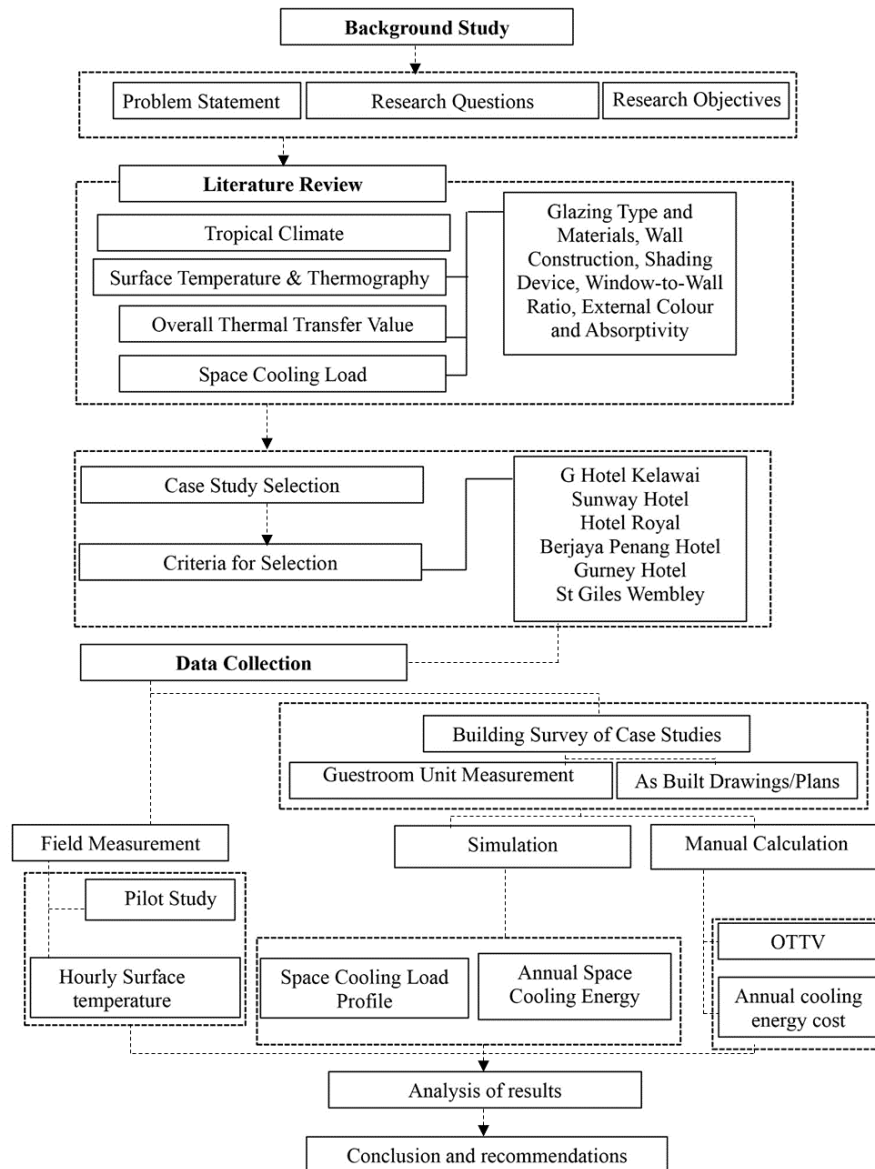 Background Study
Problem Statement
Research Questions
Research Objectives
Literature Review
Tropical Climate
Surface Temperature & Thermography
Overall Thermal Transfer Value
Space Cooling Load
Glazing Type and
Materials, Wall
Construction, Shading
Device, Window-to-Wall
Ratio, External Colour
and Absorptivity
Case Study Selection
Criteria for Selection
G Hotel Kelawai
Sunway Hotel
Hotel Royal
Berjaya Penang Hotel
Gurney Hotel
St Giles Wembley
Data Collection
Building Survey of Case Studies
Guestroom Unit Measurement
As Built Drawings/Plans
Field Measurement
Simulation
Manual Calculation
Pilot Study
Hourly Surface
temperature
Space Cooling Load
Profile
Annual Space
Cooling Energy
OTTV
Annual cooling
energy cost
Analysis of results
Conclusion and recommendations